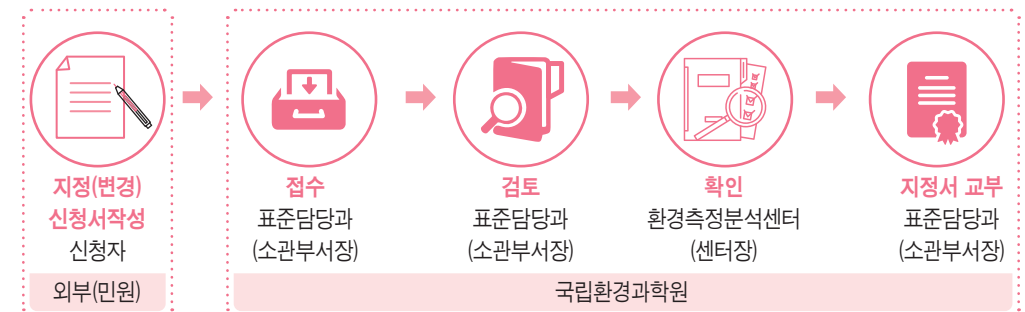 지정(변경)
신청서작성
신청자
외부(민원)
접수
표준담당과
(소관부서장)
검토
표준담당과
(소관부서장)
확인
환경측정분석센터
(센터장)
지정서 교부
표준담당과
(소관부서장)
국립환경과학원